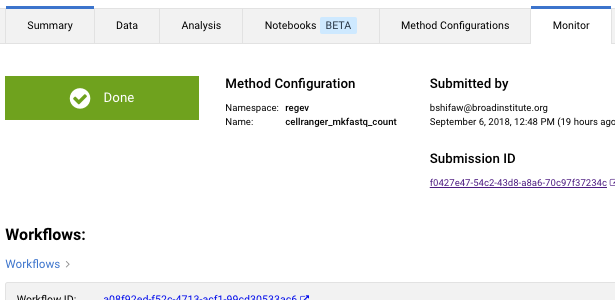 Summary
Data
Analysis
Notebooks BETA
Method Configurations
Monitor
Done
Method Configuration
Namespace: regev
Name: cellranger_mkfastq_count
Submitted by
bshifaw@broadinstitute.org
September 6, 2018, 12:48 PM (19 hours ago
Submission ID
f0427e47-54c2-43d8-a8a6-70c97f37234c
Workflows:
Workflows >
Workflow ID: a08f92ed-f52c-4713-acf1-99cd30533ac6